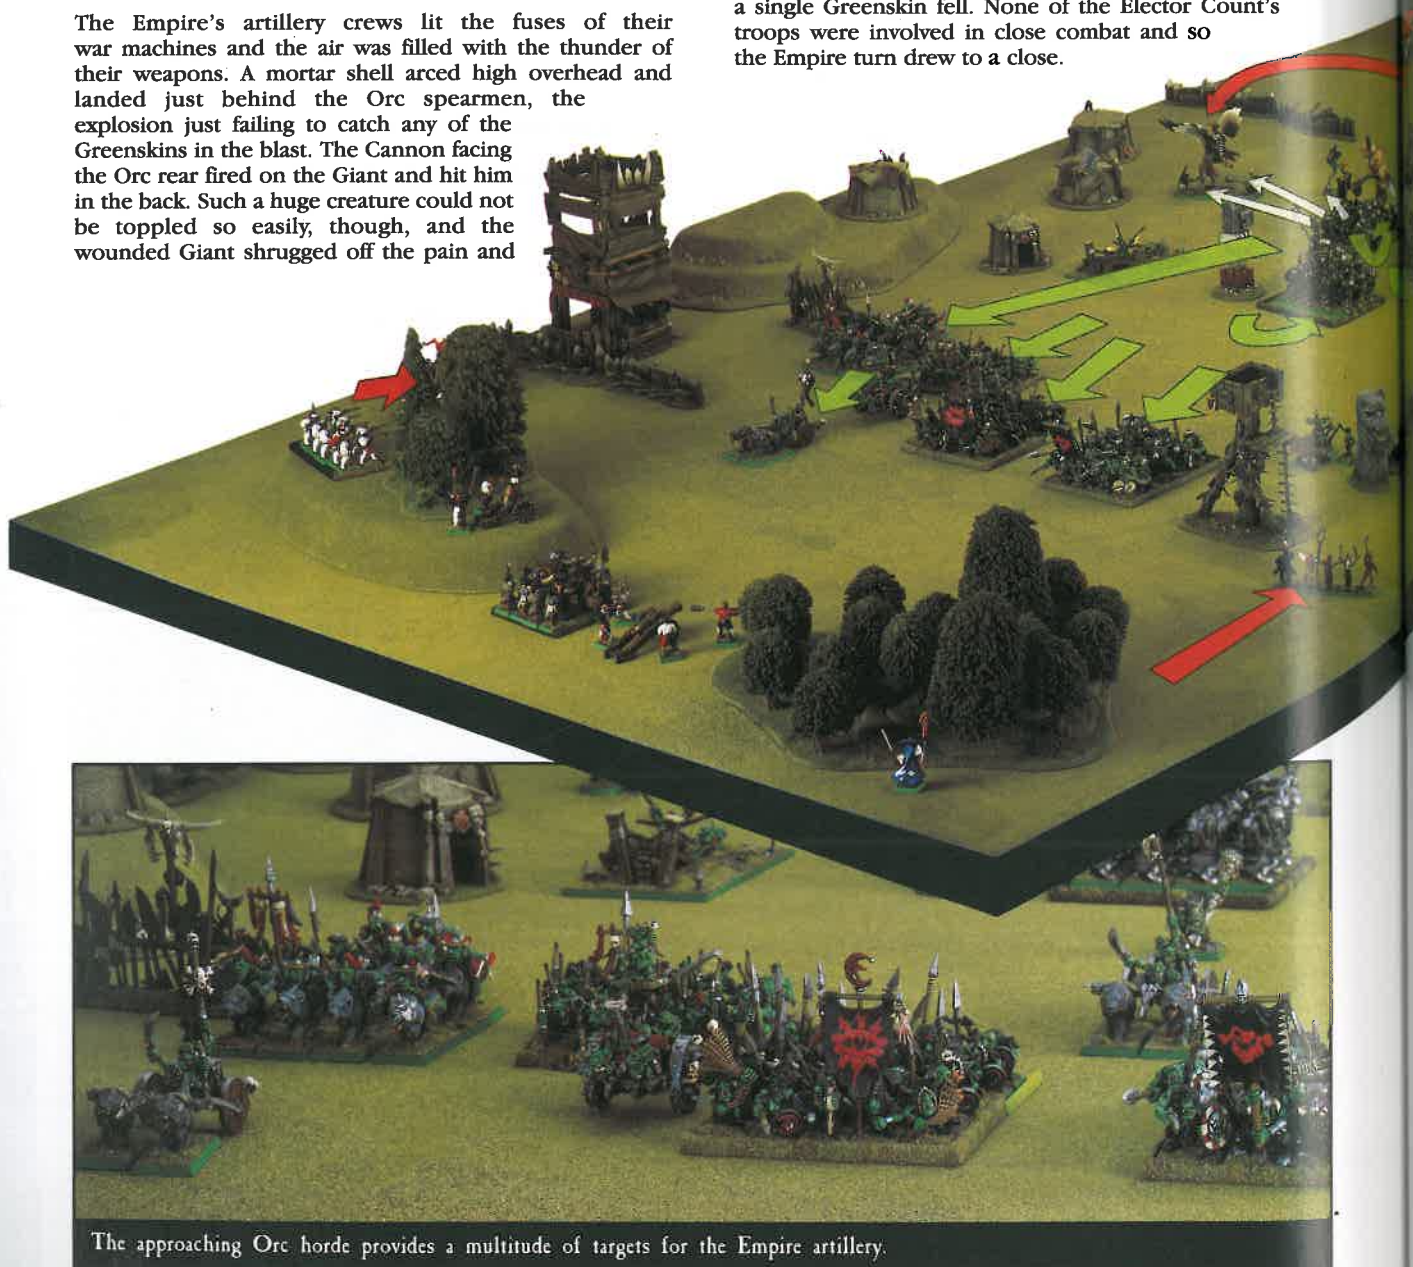 The Empire's artillery crews lit the fuses of their
war machines and the air was filled with the thunder of
their weapons. A mortar shell arced high overhead and
landed just behind the Orc spearmen, the
explosion just failing to catch any of the
Greenskins in the blast. The Cannon facing
the Orc rear fired on the Giant and hit him
in the back. Such a huge creature could not
be toppled so easily, though, and the
wounded Giant shrugged off the pain and
a single Greenskin fell. None of the Elector Count's
troops were involved in close combat and so
the Empire turn drew to a close.
The approaching Orc horde provides a multitude of targets for the Empire artillery.